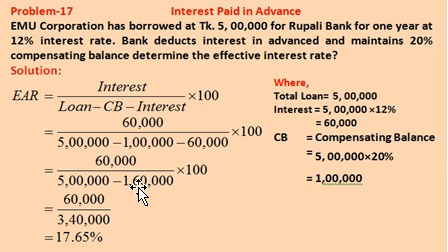 Problem-17 Interest Paid in Advance
EMU Corporation has borrowed at Tk. 5, 00,000 for Rupali Bank for one year at
12% interest rate. Bank deducts interest in advanced and maintains 20%
compensating balance determine the effective interest rate?
Solution:
EAR = Interest / Loan− CB − Interest ×100
= 60,000 / 5,00,000 −1,00,000 − 60,000 ×100
= 60,000 / 5,00,000 −1,60,000 ×100
= 60,000 / 3,40,000
=17.65%
Where,
Total Loan= 5, 00,000
Interest = 5, 00,000 ×12%
= 60,000
CB = Compensating Balance
= 5, 00,000×20%
= 1,00,000